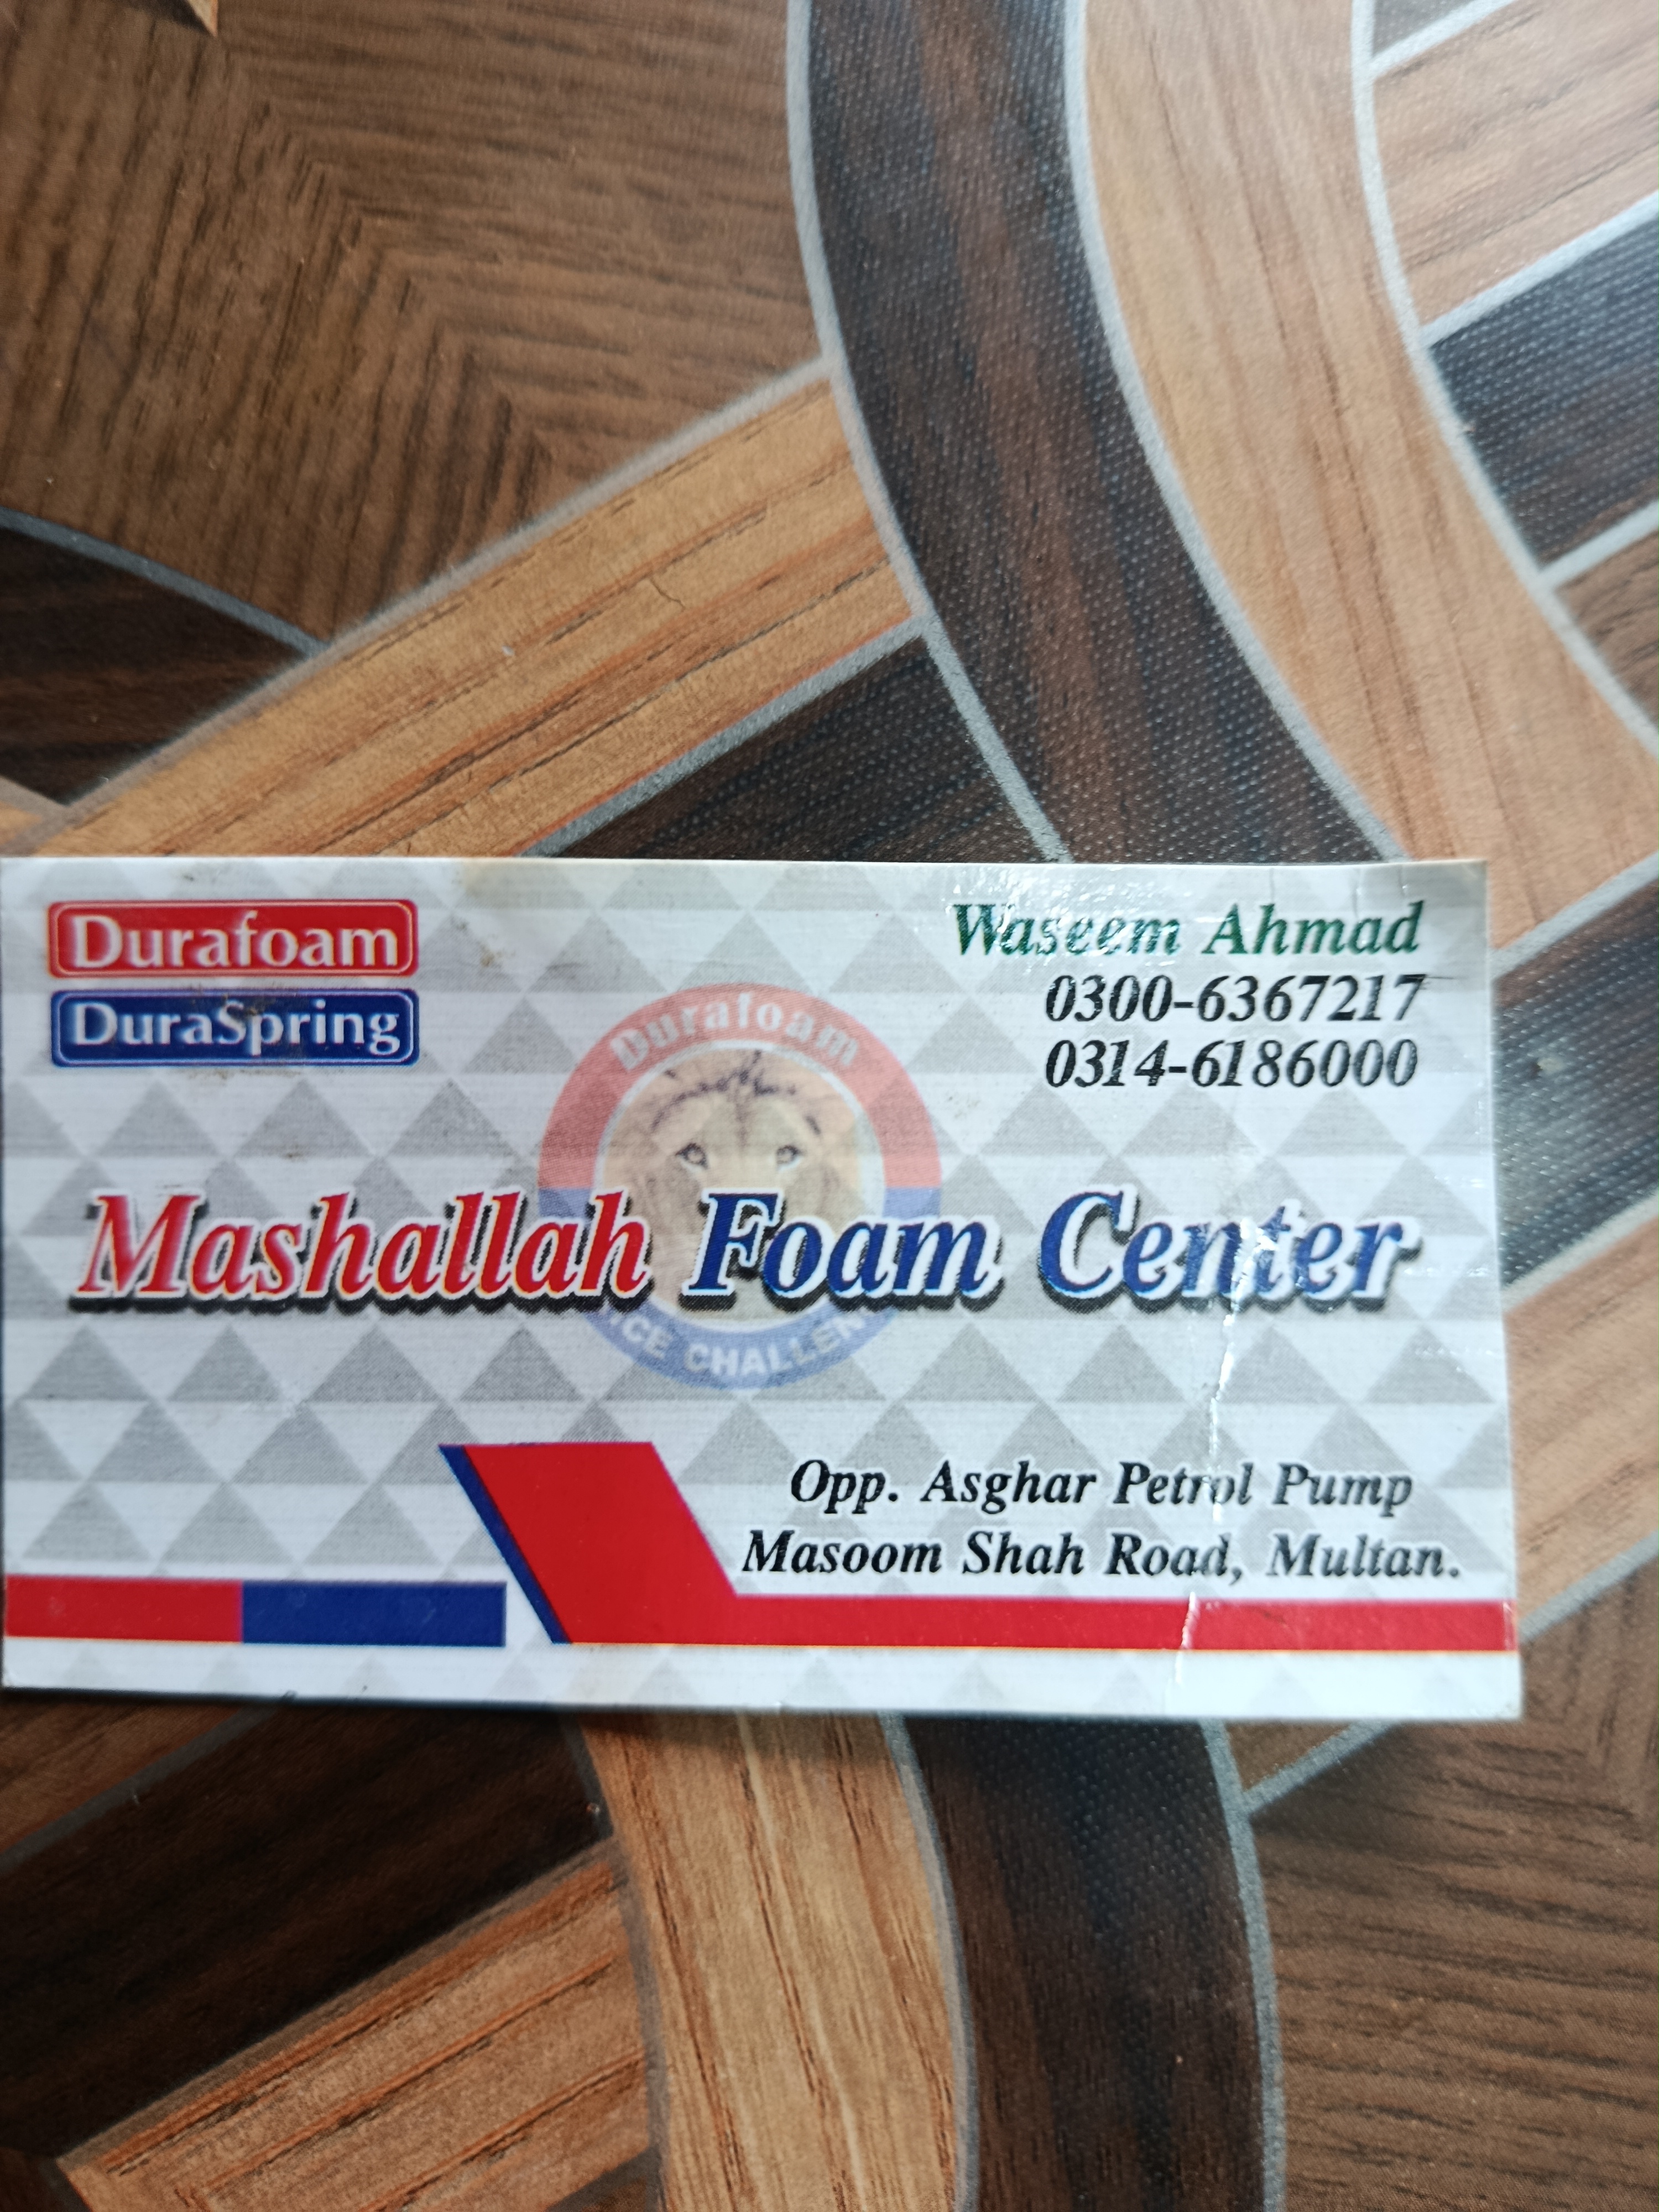 Durafoam
DuraSpring
Waseem Ahmad
0300-6367217
0314-6186000
Durafoam
Mashallah Foam Center
Opp. Asghar Petrol Pump
Masoom Shah Road, Multan.